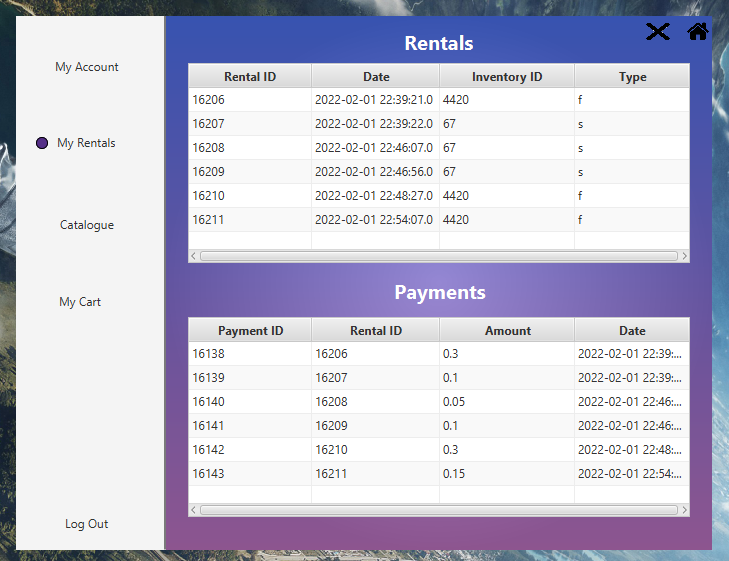 My Account
My Rentals
Catalogue
My Cart
Log Out
Rentals
Rental ID Date Inventory ID Type
16206 2022-02-01 22:39:21.0 4420 f
16207 2022-02-01 22:39:22.0 67 s
16208 2022-02-01 22:46:07.0 67 s
16209 2022-02-01 22:46:56.0 67 s
16210 2022-02-01 22:48:27.0 4420 f
16211 2022-02-01 22:54:07.0 4420 f
Payments
Payment ID Rental ID Amount Date
16138 16206 0.3 2022-02-01 22:39:...
16139 16207 0.1 2022-02-01 22:39:...
16140 16208 0.05 2022-02-01 22:46:...
16141 16209 0.1 2022-02-01 22:46:...
16142 16210 0.3 2022-02-01 22:48:...
16143 16211 0.15 2022-02-01 22:54:...